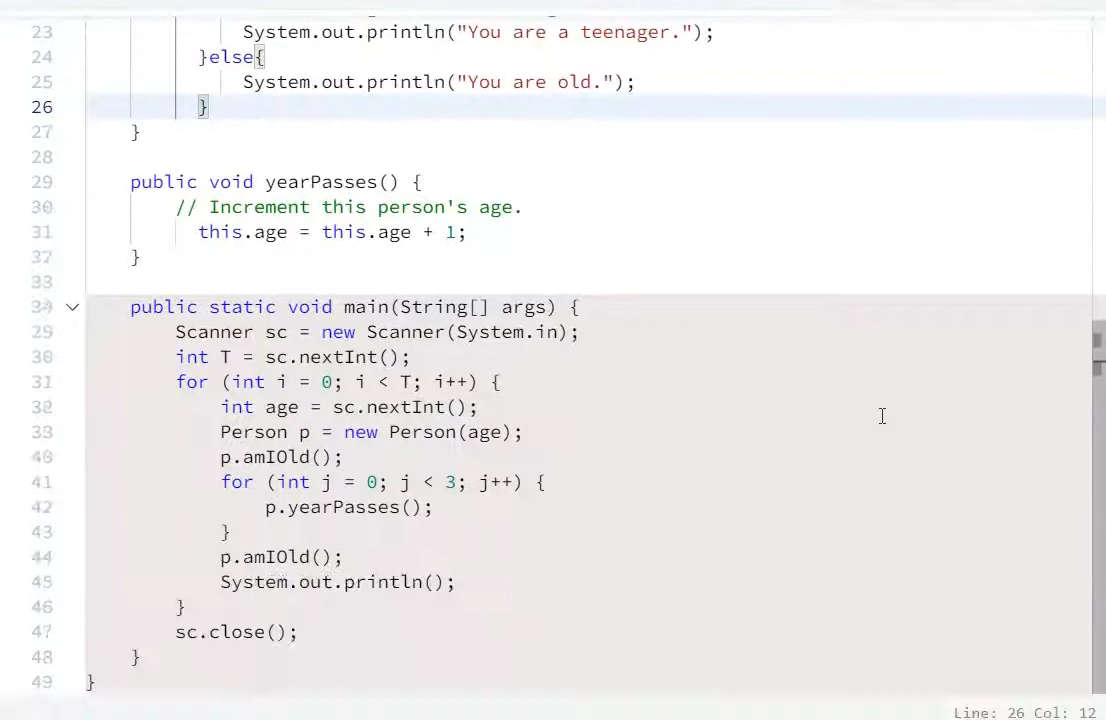 23 System.out.println("You are a teenager.");
24 }else{
25 System.out.println("You are old.");
26 }
27 }
28
29 public void yearPasses() {
30 // Increment this person's age.
31 this.age = this.age + 1;
37 }
33
34 public static void main(String[] args) {
29 Scanner sc = new Scanner(System.in);
30 int T = sc.nextInt();
31 for (int i = 0; i < T; i++) {
32 int age = sc.nextInt();
33 Person p = new Person(age);
40 p.amIOld();
41 for (int j = 0; j < 3; j++) {
42 p.yearPasses();
43 }
44 p.amIOld();
45 System.out.println();
46 }
47 sc.close();
48 }
49 }
Line: 26 Col: 12